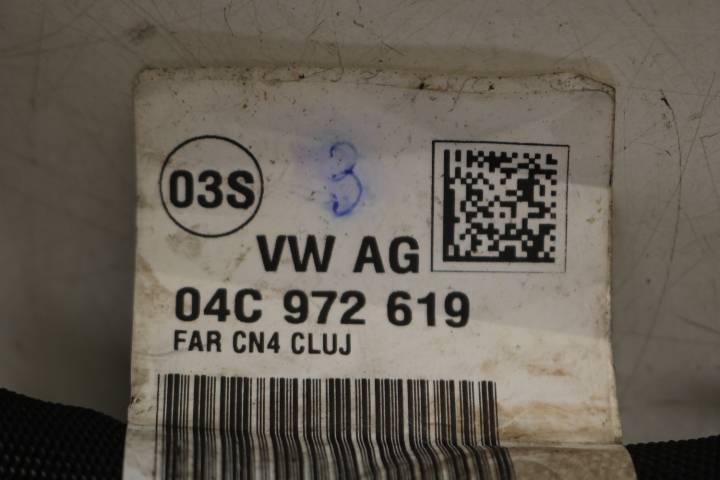 03S
3
VW AG
04C 972 619
FAR CN4 CLUJ